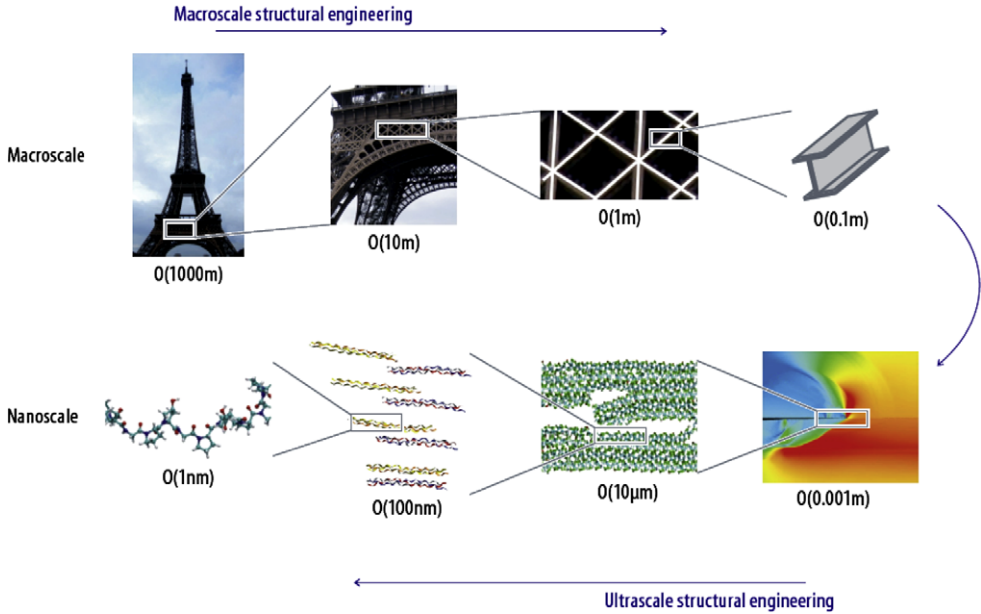 Macroscale structural engineering
Macroscale
O(1000m)
O(10m)
O(1m)
O(0.1m)
Nanoscale
O(1nm)
O(100nm)
O(10μm)
O(0.001m)
Ultrascale structural engineering